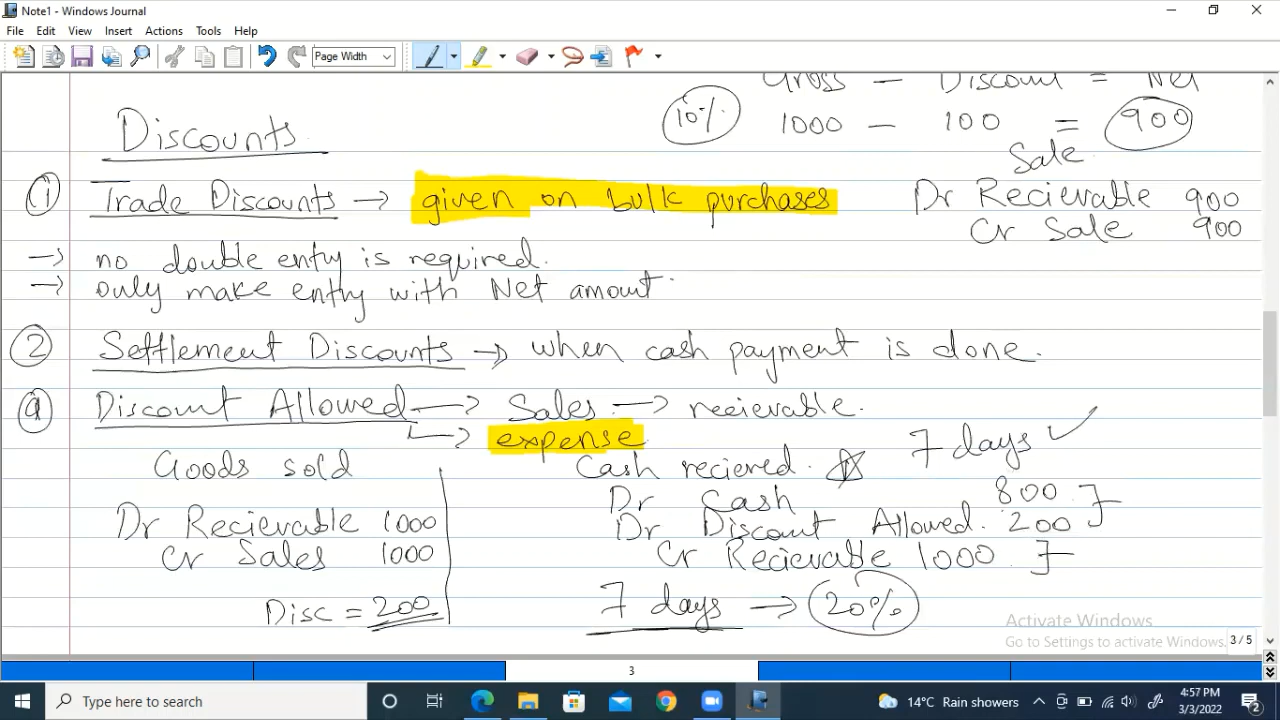 Note1 - Windows Journal
File Edit View Insert Actions Tools Help
Page Width
Gross — Discount = Net
10% 1000 — 100 = 900
Discounts
Sale
① Trade Discounts → given on bulk purchases
Dr Recievable 900
Cr Sale 900
→ no double entry is required.
→ only make entry with Net amount
② Settlement Discounts → when cash payment is done.
ⓐ Discount Allowed → Sales → recievable.
→ expense
7 days ✓
Goods sold
Cash recieved. ☆
Dr Recievable 1000
Cr Sales 1000
Dr Cash 800
Dr Discount Allowed. 200
Cr Recievable 1000
Disc = 200
7 days → 20%
Activate Windows
Go to Settings to activate Windows.
3 / 5
3
Type here to search
14°C Rain showers
4:57 PM
3/3/2022
2